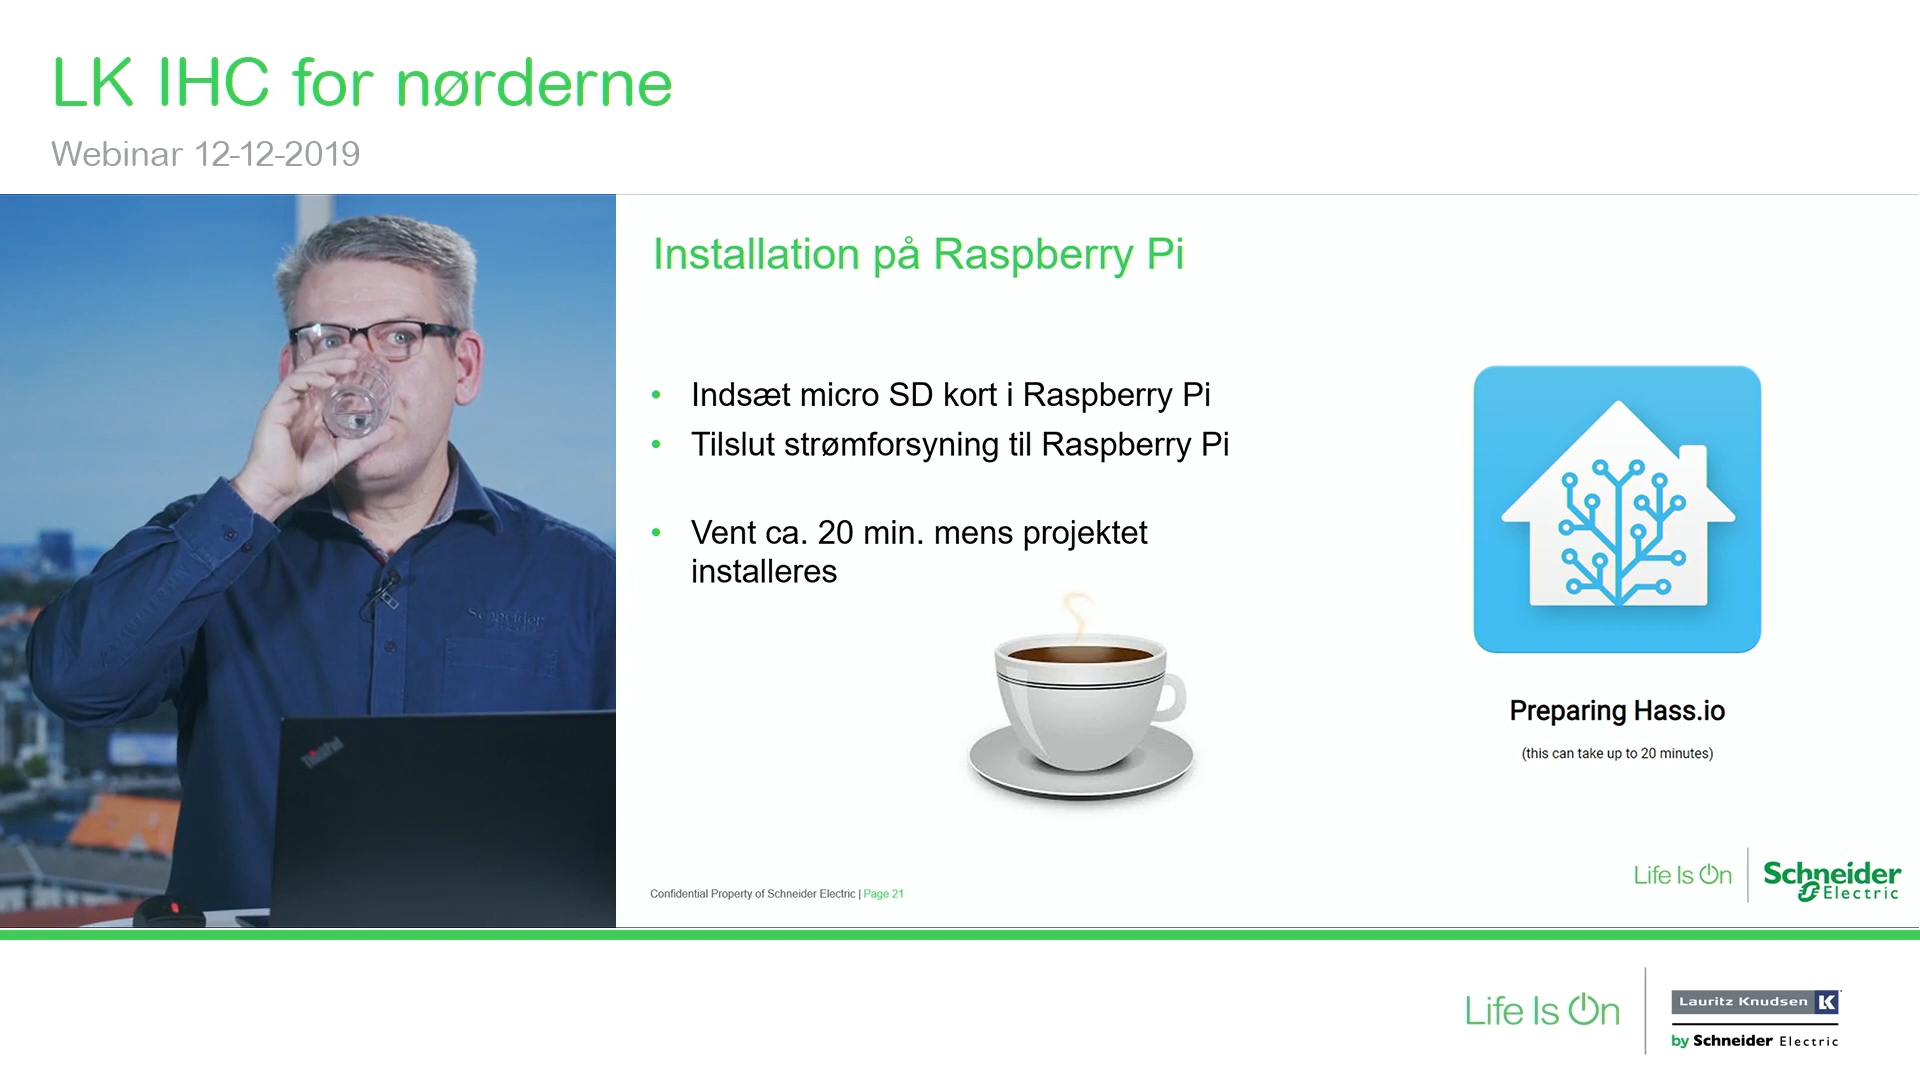 LK IHC for nørderne
Webinar 12-12-2019
Installation på Raspberry Pi
• Indsæt micro SD kort i Raspberry Pi
• Tilslut strømforsyning til Raspberry Pi
• Vent ca. 20 min. mens projektet
installeres
Preparing Hass.io
(this can take up to 20 minutes)
Schneider
ThinkPad
Confidential Property of Schneider Electric | Page 21
Life Is On
Schneider
Electric
Life Is On
Lauritz Knudsen K
by Schneider Electric